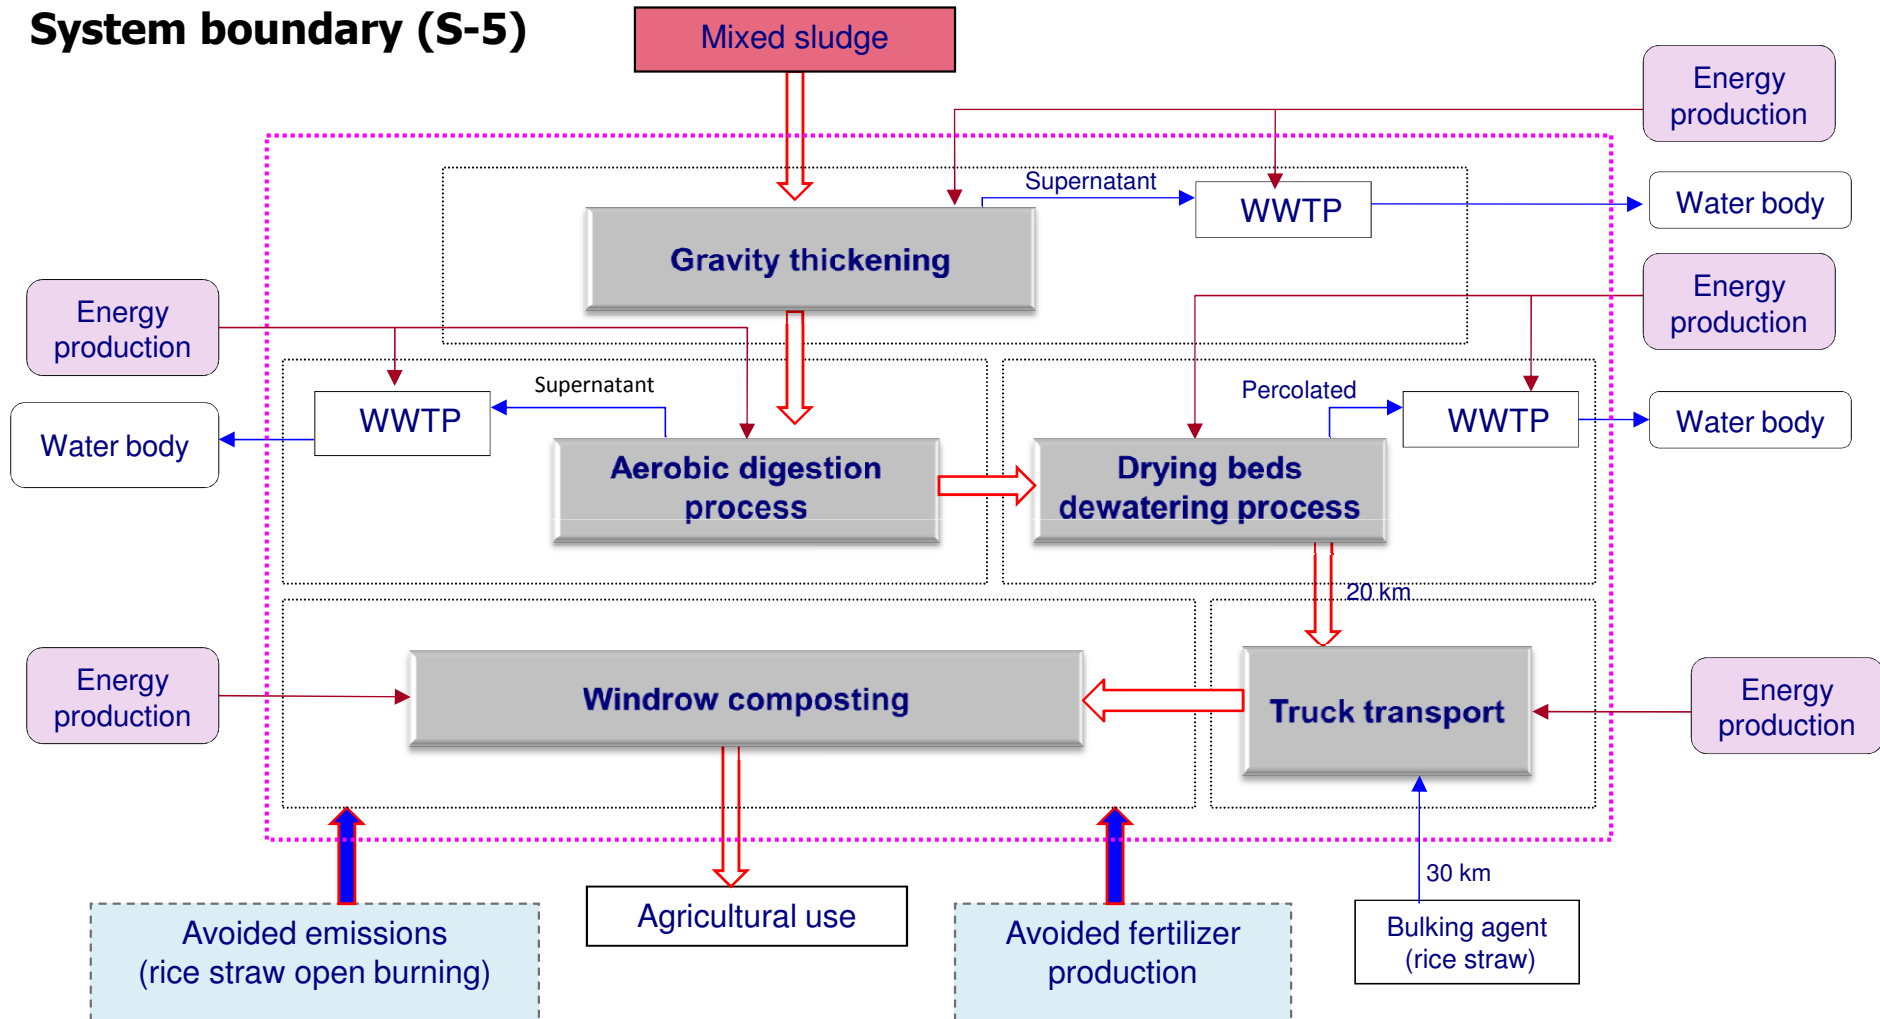 System boundary (S-5)
Mixed sludge
Energy
production
Supernatant
WWTP
Water body
Gravity thickening
Energy
production
Energy
production
Supernatant
WWTP
Water body
Percolated
WWTP
Water body
Aerobic digestion
process
Drying beds
dewatering process
20 km
Energy
production
Windrow composting
Truck transport
Energy
production
30 km
Avoided emissions
(rice straw open burning)
Agricultural use
Avoided fertilizer
production
Bulking agent
(rice straw)